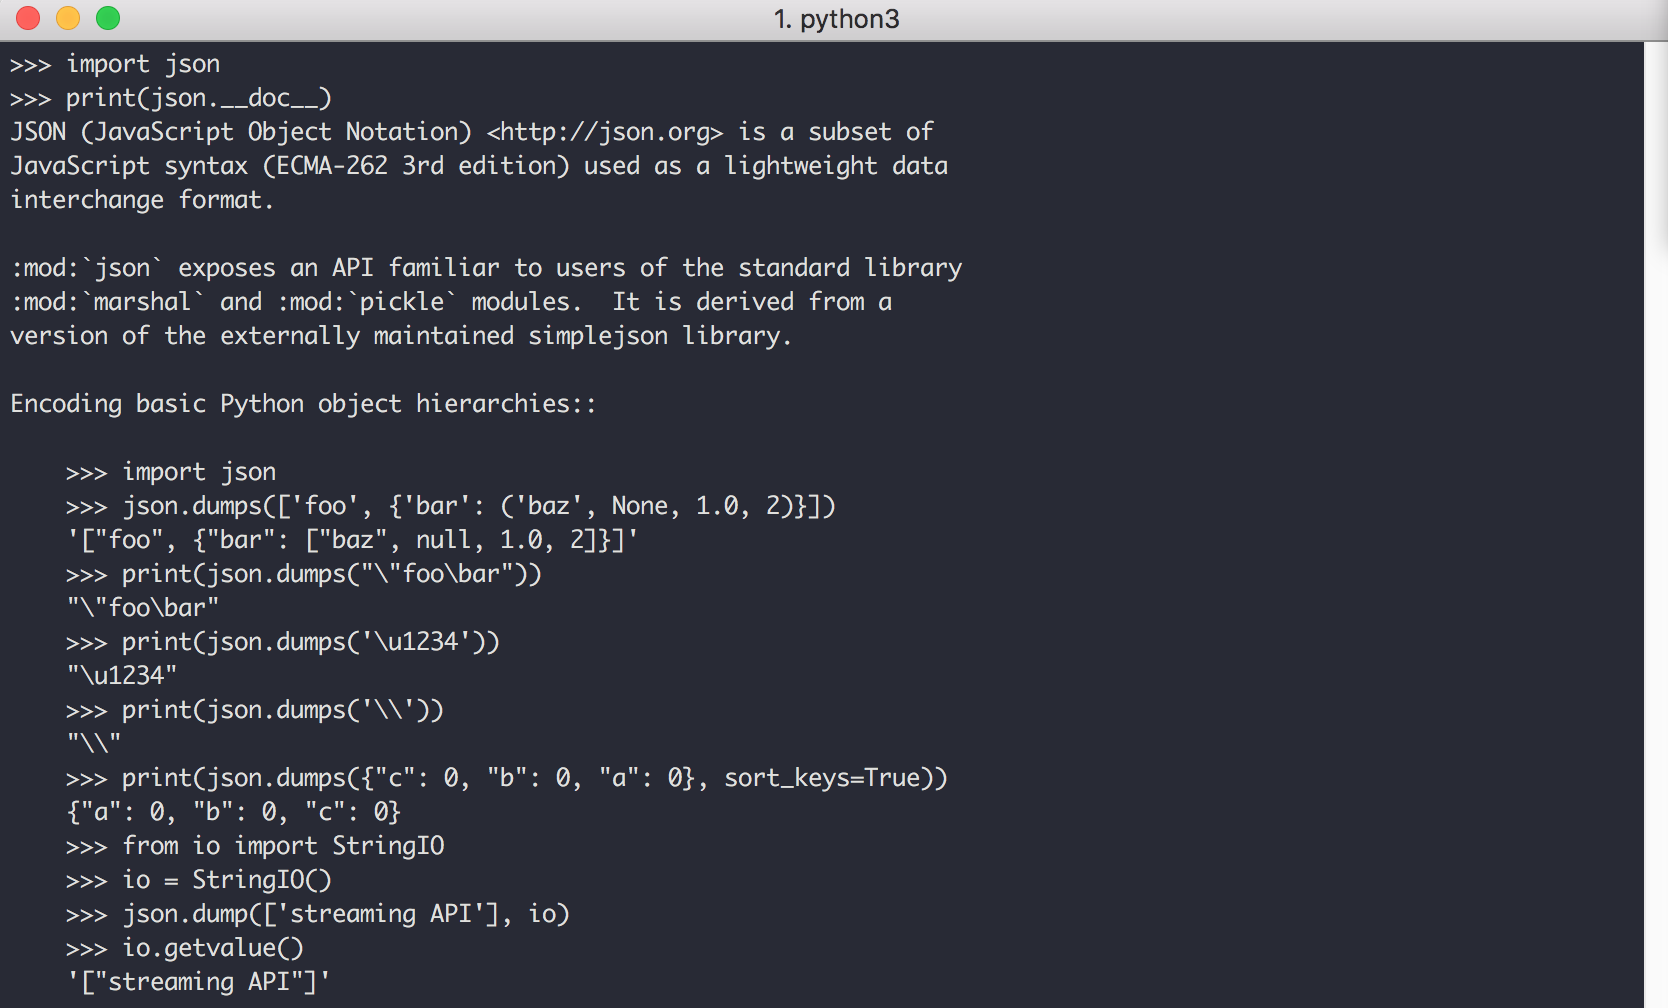 1. python3
>>> import json
>>> print(json.__doc__)
JSON (JavaScript Object Notation) <http://json.org> is a subset of
JavaScript syntax (ECMA-262 3rd edition) used as a lightweight data
interchange format.

:mod:`json` exposes an API familiar to users of the standard library
:mod:`marshal` and :mod:`pickle` modules.  It is derived from a
version of the externally maintained simplejson library.

Encoding basic Python object hierarchies::

    >>> import json
    >>> json.dumps(['foo', {'bar': ('baz', None, 1.0, 2)}])
    '["foo", {"bar": ["baz", null, 1.0, 2]}]'
    >>> print(json.dumps("\"foo\bar"))
    "\"foo\bar"
    >>> print(json.dumps('\u1234'))
    "\u1234"
    >>> print(json.dumps('\\'))
    "\\"
    >>> print(json.dumps({"c": 0, "b": 0, "a": 0}, sort_keys=True))
    {"a": 0, "b": 0, "c": 0}
    >>> from io import StringIO
    >>> io = StringIO()
    >>> json.dump(['streaming API'], io)
    >>> io.getvalue()
    '["streaming API"]'